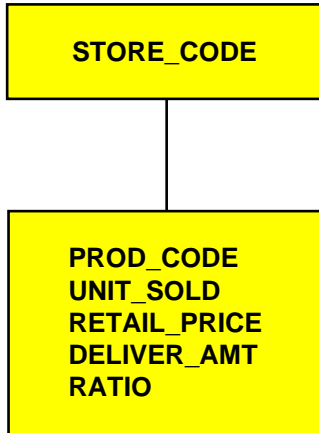 STORE_CODE
PROD_CODE
UNIT_SOLD
RETAIL_PRICE
DELIVER_AMT
RATIO